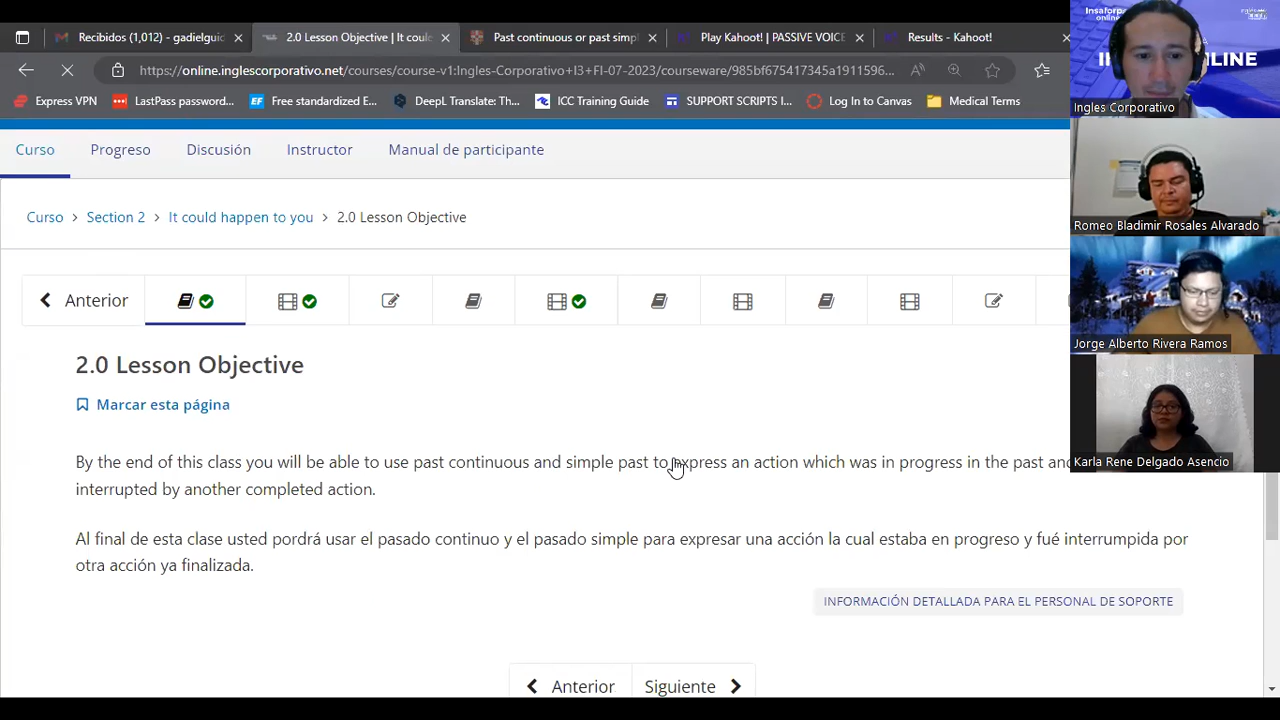 Recibidos (1,012) - gadielguic
2.0 Lesson Objective | It coul
Past continuous or past simpl
Play Kahoot! | PASSIVE VOICE
Results - Kahoot!
https://online.inglescorporativo.net/courses/course-v1:Ingles-Corporativo+I3+FI-07-2023/courseware/985bf675417345a1911596...
Express VPN
LastPass password...
Free standardized E...
DeepL Translate: Th...
ICC Training Guide
SUPPORT SCRIPTS I...
Log In to Canvas
Medical Terms
Curso
Progreso
Discusión
Instructor
Manual de participante
Curso > Section 2 > It could happen to you > 2.0 Lesson Objective
Anterior
2.0 Lesson Objective
Marcar esta página
By the end of this class you will be able to use past continuous and simple past to express an action which was in progress in the past and
interrupted by another completed action.
Al final de esta clase usted pordrá usar el pasado continuo y el pasado simple para expresar una acción la cual estaba en progreso y fué interrumpida por
otra acción ya finalizada.
INFORMACIÓN DETALLADA PARA EL PERSONAL DE SOPORTE
Anterior
Siguiente
LINE
Ingles Corporativo
Romeo Bladimir Rosales Alvarado
Jorge Alberto Rivera Ramos
Karla Rene Delgado Asencio